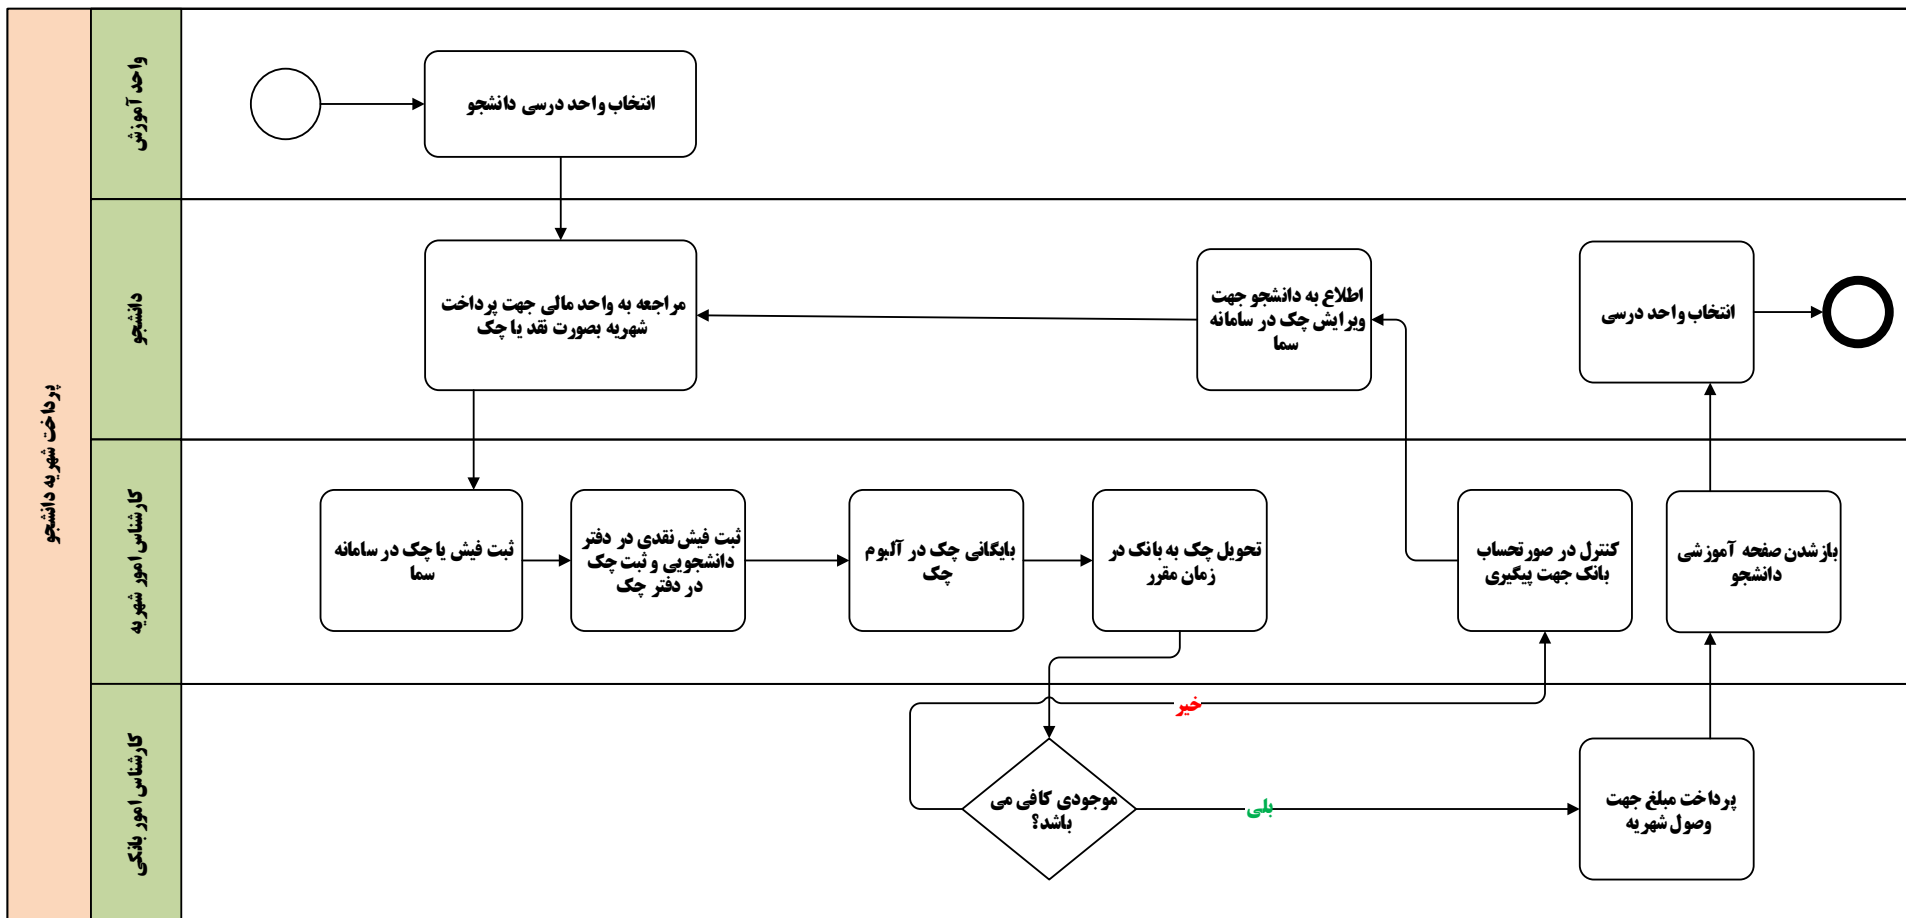 پرداخت شهریه دانشجو
واحد آموزش
انتخاب واحد درسی دانشجو
دانشجو
مراجعه به واحد مالی جهت پرداخت
شهریه بصورت نقد یا چک
اطلاع به دانشجو جهت
ویرایش چک در سامانه
سما
انتخاب واحد درسی
کارشناس امور شهریه
ثبت فیش یا چک در سامانه
سما
ثبت فیش نقدی در دفتر
دانشجویی و ثبت چک
در دفتر چک
بایگانی چک در آلبوم
چک
تحویل چک به بانک در
زمان مقرر
کنترل در صورتحساب
بانک جهت پیگیری
باز شدن صفحه آموزشی
دانشجو
کارشناس امور بانکی
خیر
موجودی کافی می
باشد؟
بلی
پرداخت مبلغ جهت
وصول شهریه